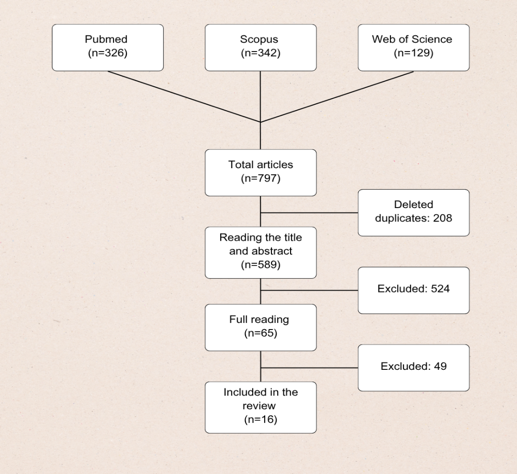 Pubmed
(n=326)
Scopus
(n=342)
Web of Science
(n=129)
Total articles
(n=797)
Deleted
duplicates: 208
Reading the title
and abstract
(n=589)
Excluded: 524
Full reading
(n=65)
Excluded: 49
Included in the
review
(n=16)